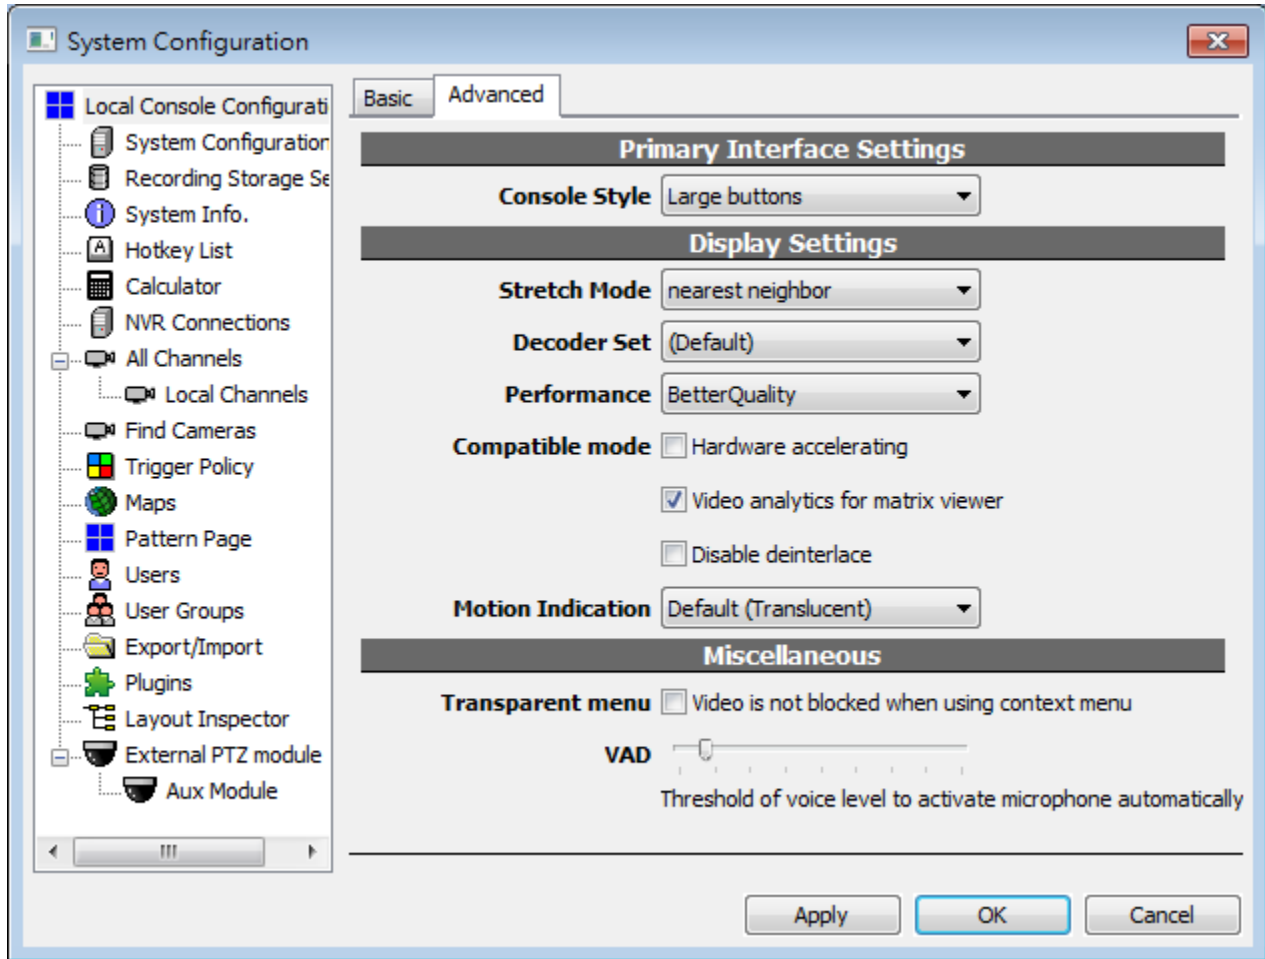 System Configuration
Local Console Configurati
System Configuration
Recording Storage Se
System Info.
Hotkey List
Calculator
NVR Connections
All Channels
Local Channels
Find Cameras
Trigger Policy
Maps
Pattern Page
Users
User Groups
Export/Import
Plugins
Layout Inspector
External PTZ module
Aux Module
Basic
Advanced
Primary Interface Settings
Console Style Large buttons
Display Settings
Stretch Mode nearest neighbor
Decoder Set (Default)
Performance BetterQuality
Compatible mode Hardware accelerating
Video analytics for matrix viewer
Disable deinterlace
Motion Indication Default (Translucent)
Miscellaneous
Transparent menu Video is not blocked when using context menu
VAD
Threshold of voice level to activate microphone automatically
Apply
OK
Cancel